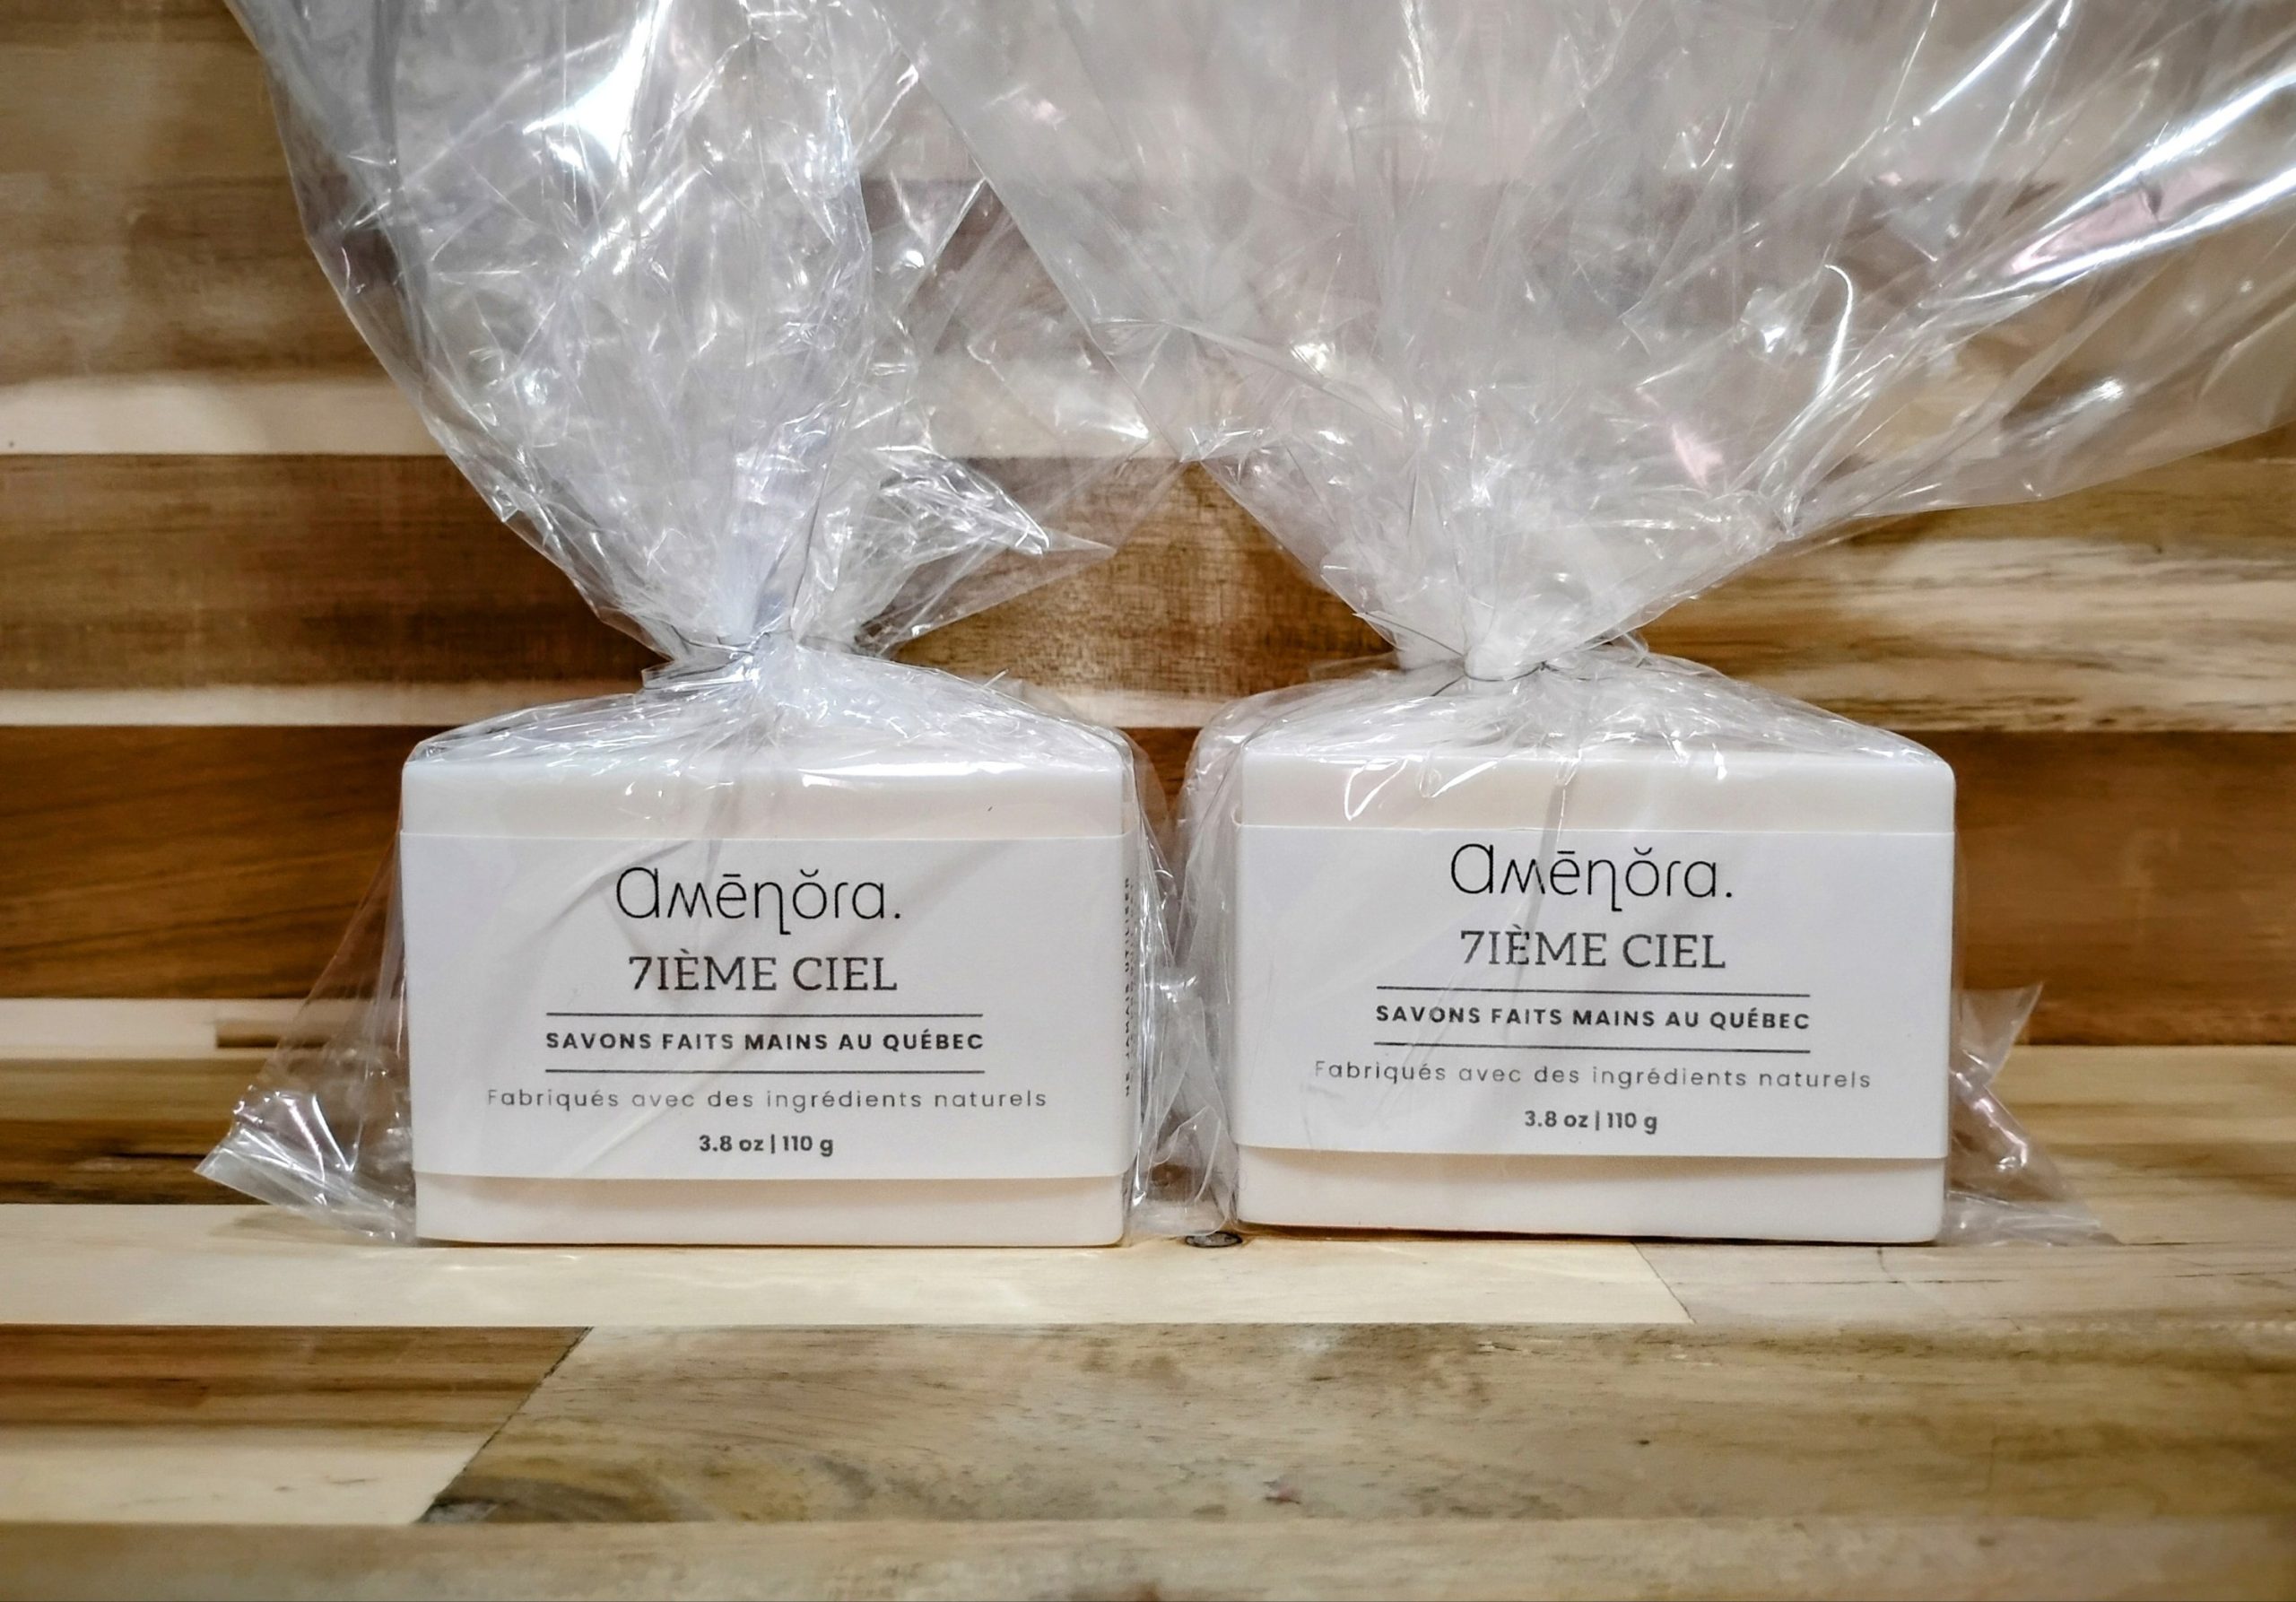 amēnŏra.
7IÈME CIEL
SAVONS FAITS MAINS AU QUÉBEC
Fabriqués avec des ingrédients naturels
3.8 oz | 110 g
amēnŏra.
7IÈME CIEL
SAVONS FAITS MAINS AU QUÉBEC
Fabriqués avec des ingrédients naturels
3.8 oz | 110 g